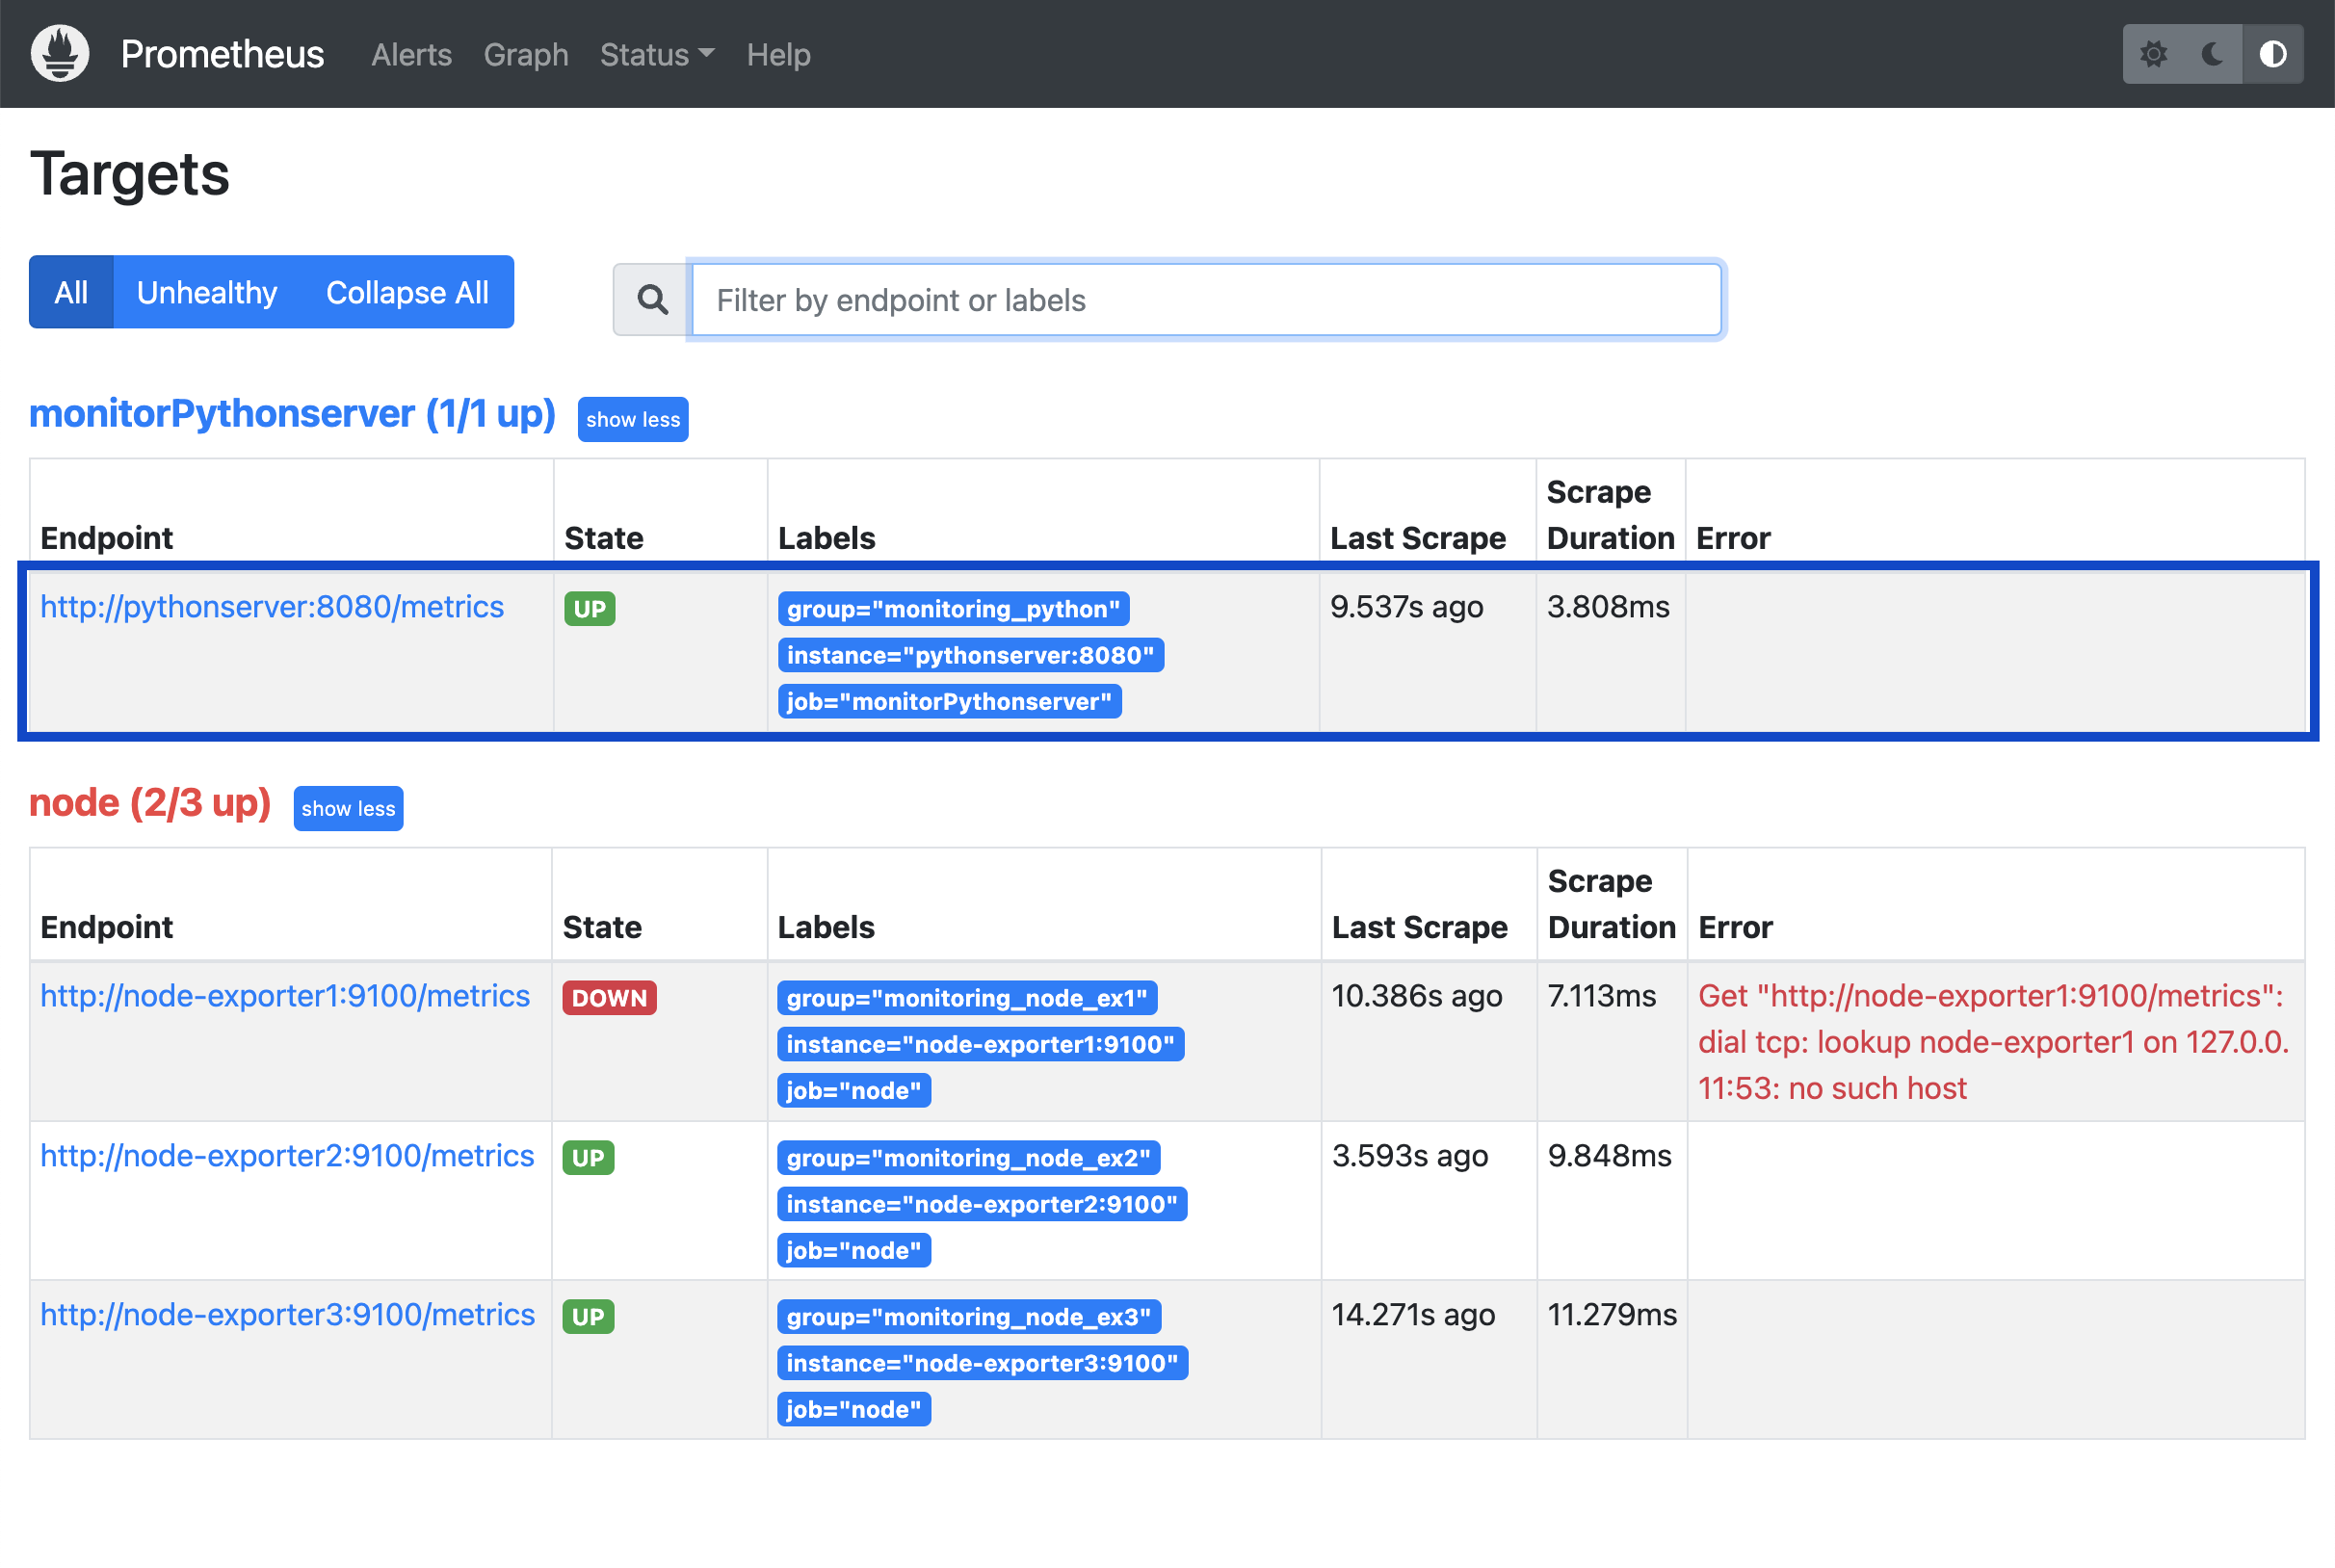 Prometheus Alerts Graph Status Help
Targets
All Unhealthy Collapse All
Filter by endpoint or labels
monitorPythonserver (1/1 up) show less
Endpoint State Labels Last Scrape Scrape Duration Error
http://pythonserver:8080/metrics UP group="monitoring_python" 9.537s ago 3.808ms
instance="pythonserver:8080"
job="monitorPythonserver"
node (2/3 up) show less
Endpoint State Labels Last Scrape Scrape Duration Error
http://node-exporter1:9100/metrics DOWN group="monitoring_node_ex1" 10.386s ago 7.113ms Get "http://node-exporter1:9100/metrics":
instance="node-exporter1:9100" dial tcp: lookup node-exporter1 on 127.0.0.
job="node" 11:53: no such host
http://node-exporter2:9100/metrics UP group="monitoring_node_ex2" 3.593s ago 9.848ms
instance="node-exporter2:9100"
job="node"
http://node-exporter3:9100/metrics UP group="monitoring_node_ex3" 14.271s ago 11.279ms
instance="node-exporter3:9100"
job="node"